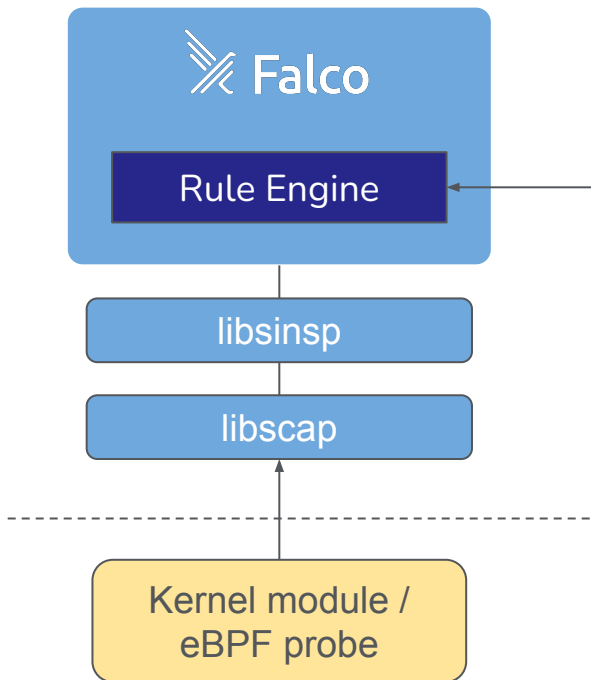 Falco
Rule Engine
libsinsp
libscap
Kernel module /
eBPF probe